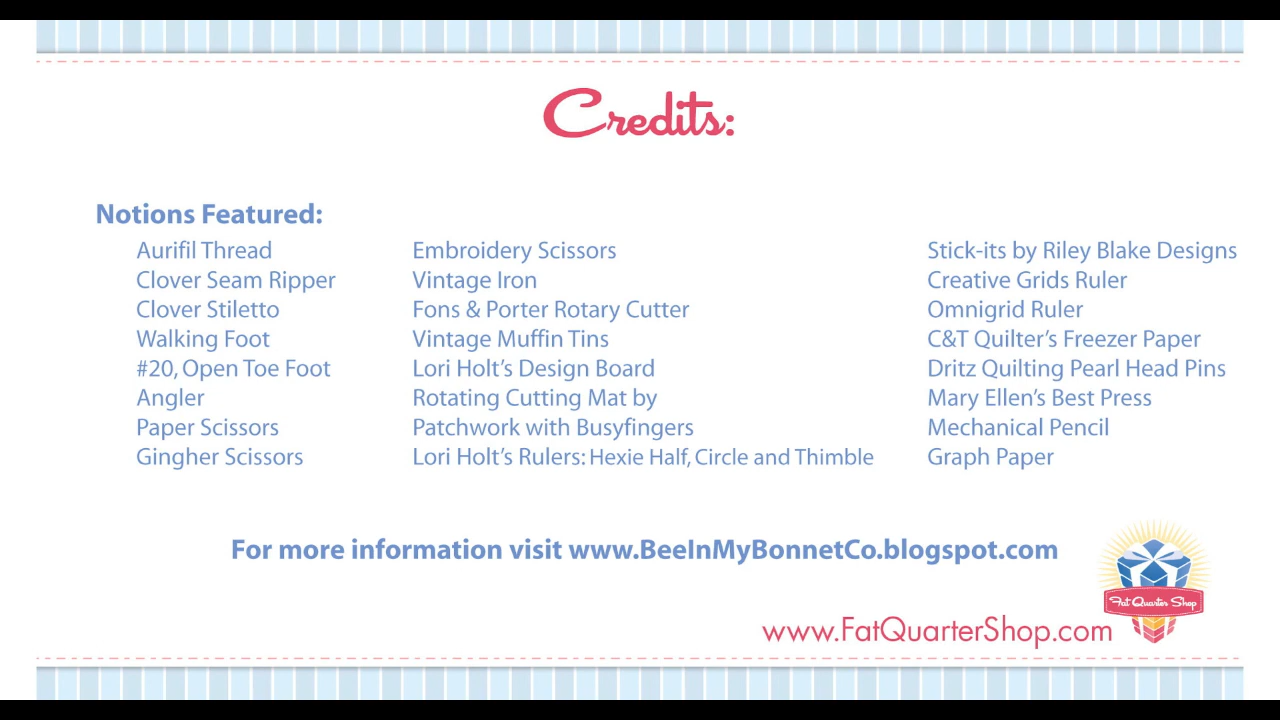 Credits:
Notions Featured:
Aurifil Thread
Clover Seam Ripper
Clover Stiletto
Walking Foot
#20, Open Toe Foot
Angler
Paper Scissors
Gingher Scissors
Embroidery Scissors
Vintage Iron
Fons & Porter Rotary Cutter
Vintage Muffin Tins
Lori Holt’s Design Board
Rotating Cutting Mat by
Patchwork with Busyfingers
Lori Holt’s Rulers: Hexie Half, Circle and Thimble
Stick-its by Riley Blake Designs
Creative Grids Ruler
Omnigrid Ruler
C&T Quilter’s Freezer Paper
Dritz Quilting Pearl Head Pins
Mary Ellen’s Best Press
Mechanical Pencil
Graph Paper
For more information visit www.BeeInMyBonnetCo.blogspot.com
Fat Quarter Shop
www.FatQuarterShop.com